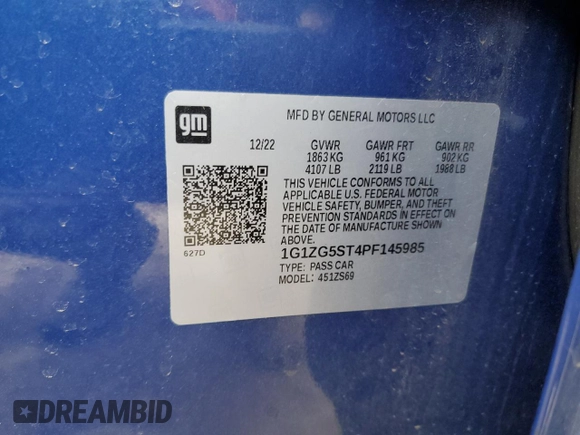 gm
MFD BY GENERAL MOTORS LLC
12/22 GVWR GAWR FRT GAWR RR
1863 KG 961 KG 902 KG
4107 LB 2119 LB 1988 LB
THIS VEHICLE CONFORMS TO ALL
APPLICABLE U.S. FEDERAL MOTOR
VEHICLE SAFETY, BUMPER, AND THEFT
PREVENTION STANDARDS IN EFFECT ON
THE DATE OF MANUFACTURE SHOWN
ABOVE.
627D
1G1ZG5ST4PF145985
TYPE: PASS CAR
MODEL: 451ZS69
DREAMBID